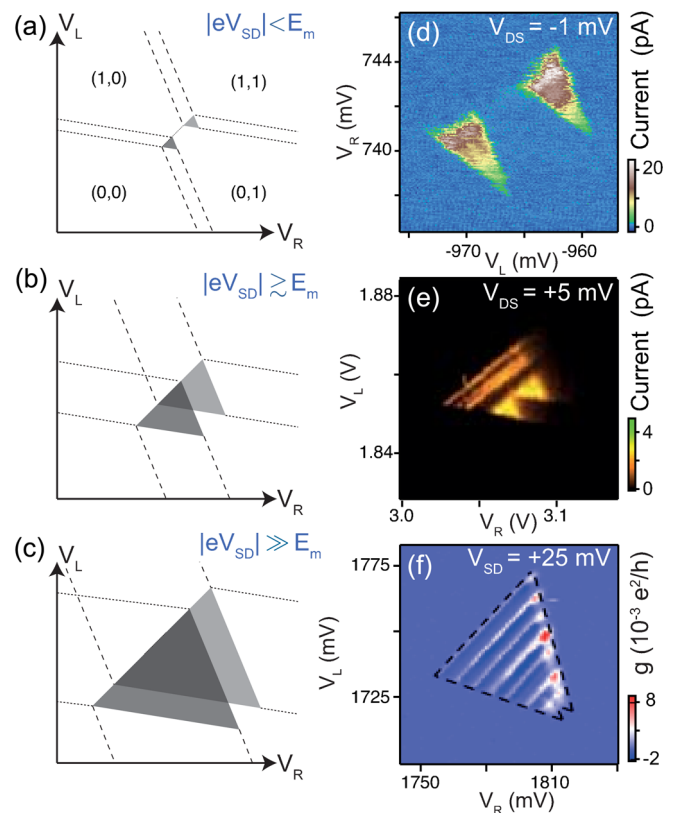 (a)
V_L
|eV_SD|<E_m
(1,0)
(1,1)
(0,0)
(0,1)
V_R
(b)
V_L
|eV_SD| ≳ E_m
V_R
(c)
V_L
|eV_SD| ≫ E_m
V_R
(d)
V_DS = -1 mV
744
740
V_R (mV)
-970
-960
V_L (mV)
Current (pA)
20
0
(e)
V_DS = +5 mV
1.88
1.84
V_L (V)
3.0
3.1
V_R (V)
Current (pA)
4
0
(f)
V_SD = +25 mV
1775
1725
V_L (mV)
1750
1810
V_R (mV)
g (10⁻³ e²/h)
8
-2